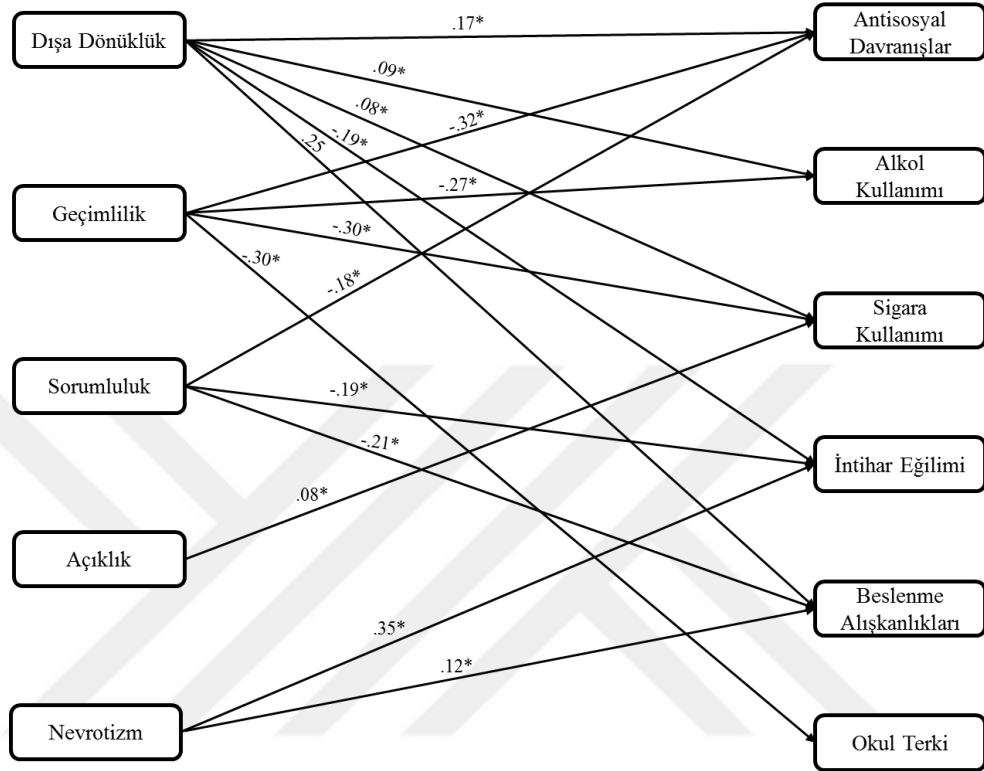 Dışa Dönüklük
Geçimlilik
Sorumluluk
Açıklık
Nevrotizm
.17*
.09*
.08*
-.19*
.25
-.32*
-.27*
-.30*
-.30*
-.18*
-.19*
-.21*
.08*
.35*
.12*
Antisosyal
Davranışlar
Alkol
Kullanımı
Sigara
Kullanımı
İntihar Eğilimi
Beslenme
Alışkanlıkları
Okul Terki